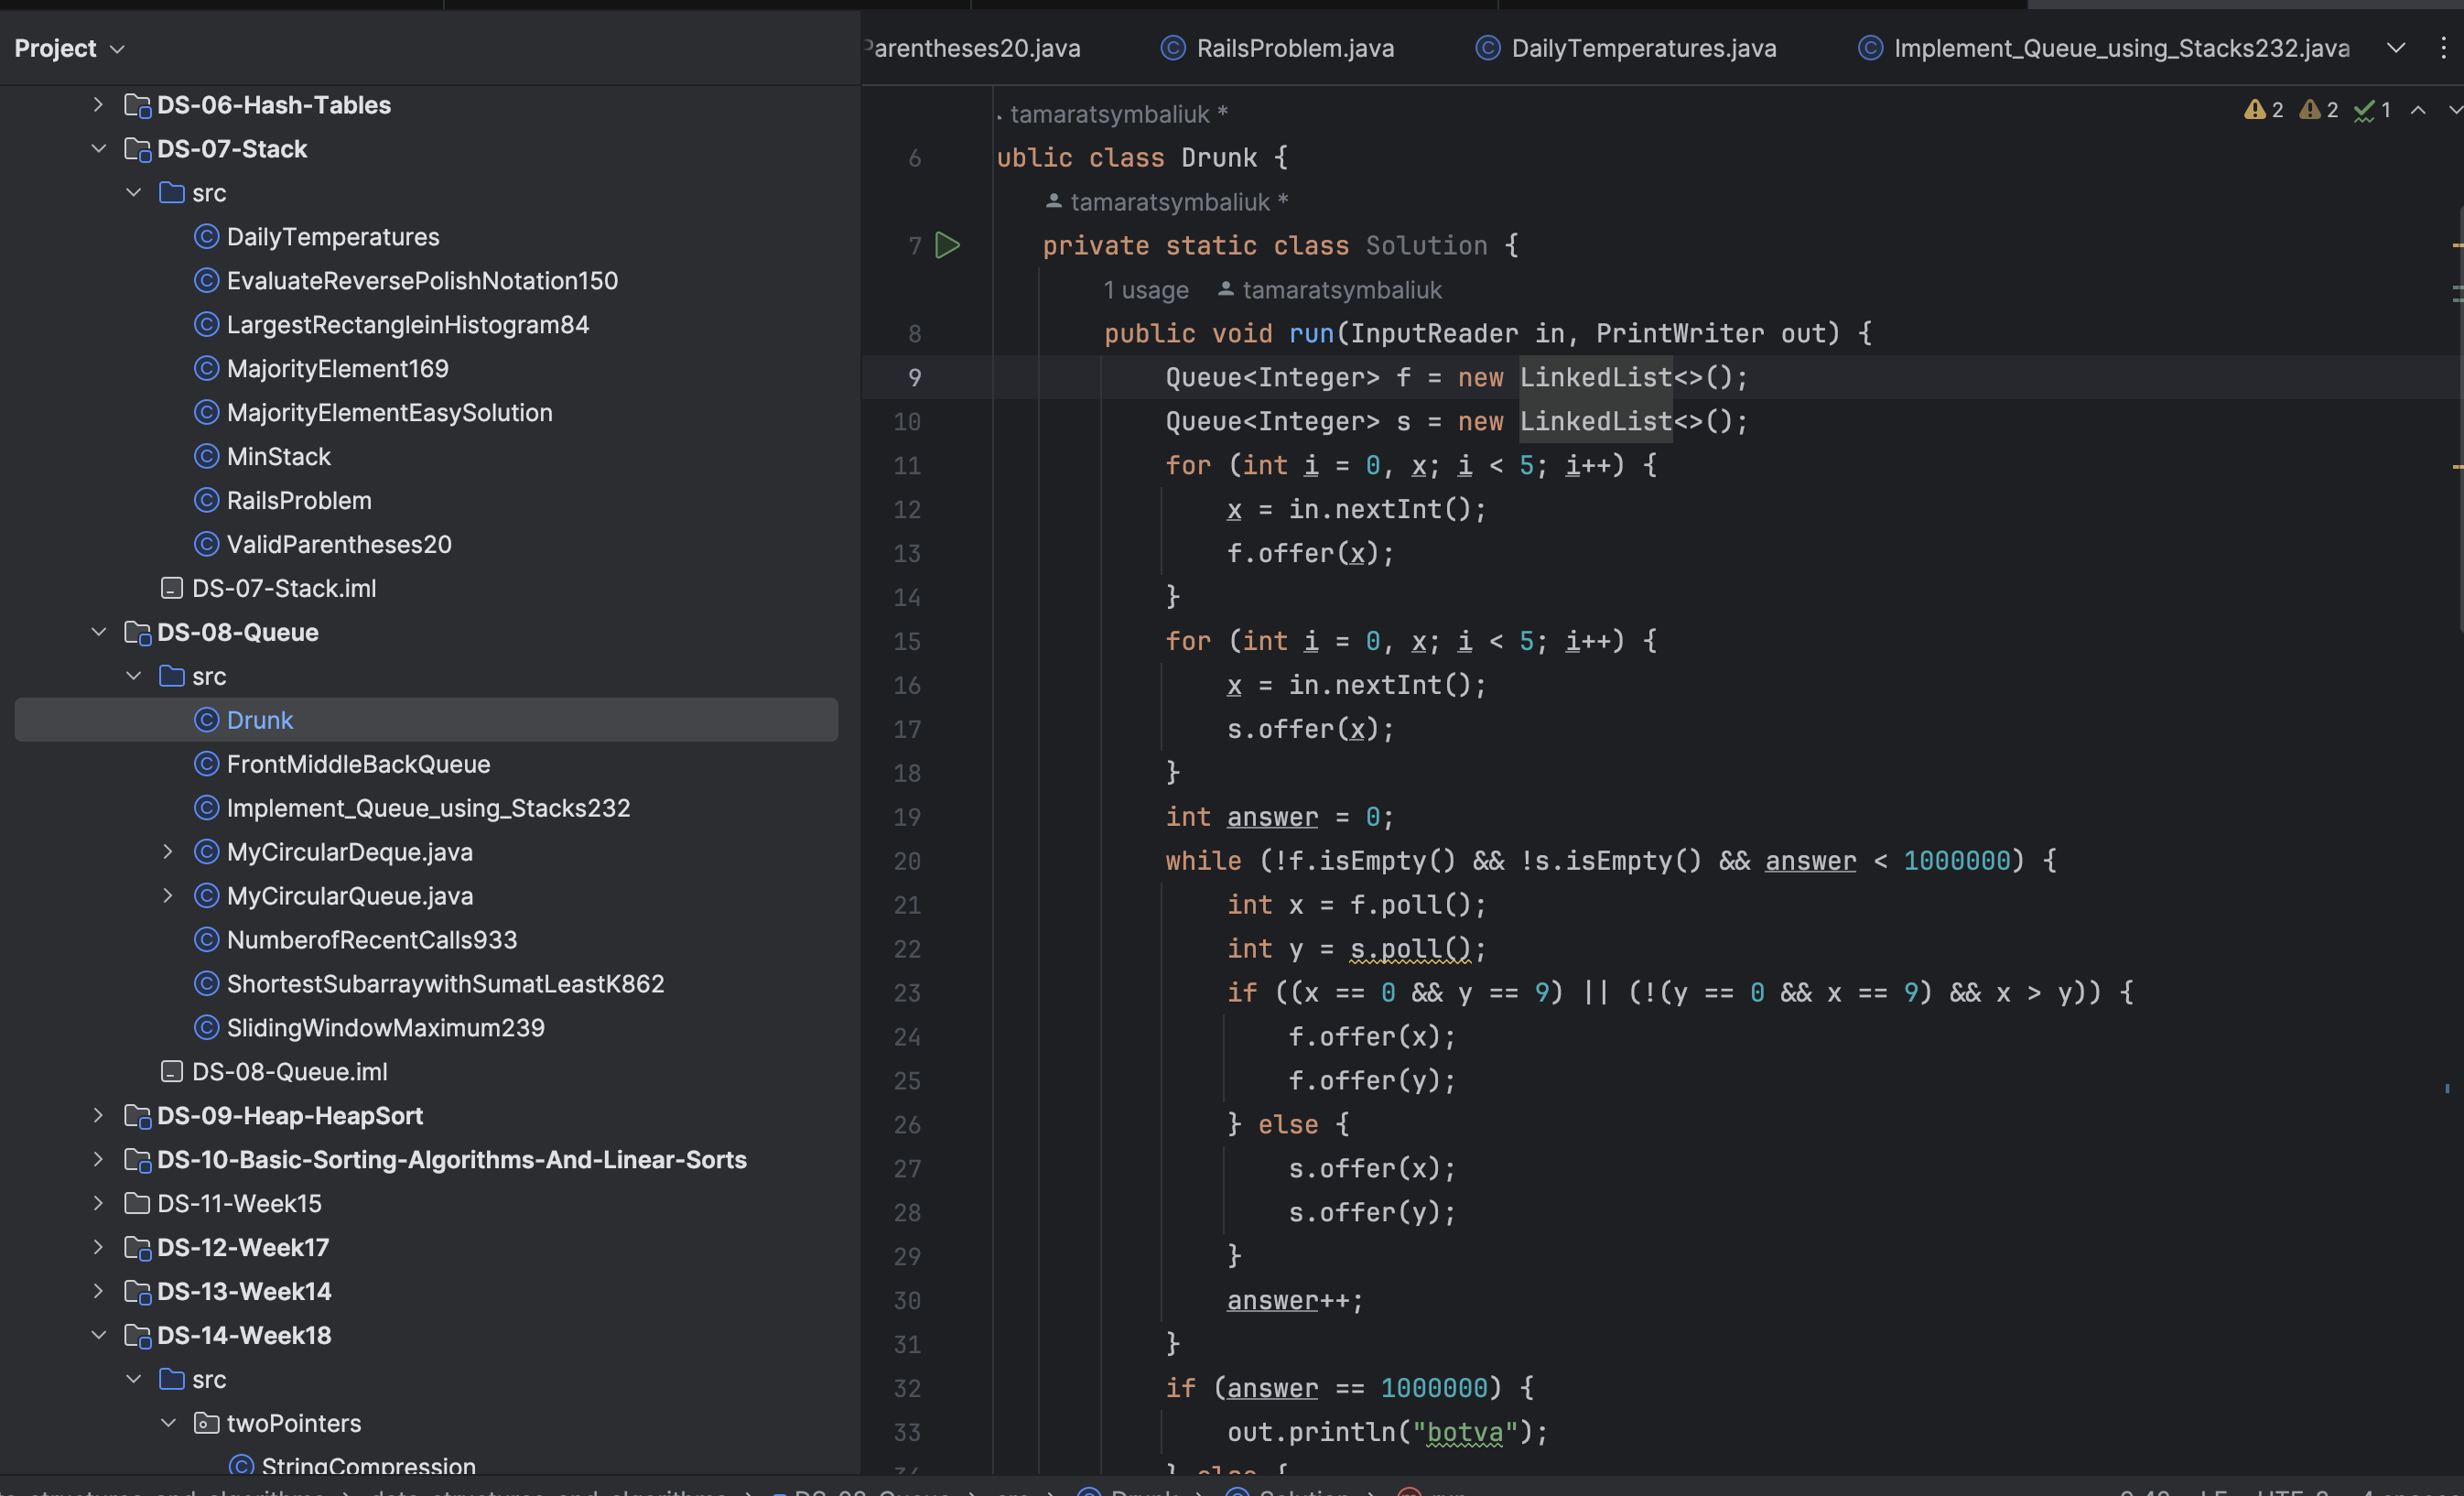 Project
DS-06-Hash-Tables
DS-07-Stack
src
DailyTemperatures
EvaluateReversePolishNotation150
LargestRectangleinHistogram84
MajorityElement169
MajorityElementEasySolution
MinStack
RailsProblem
ValidParentheses20
DS-07-Stack.iml
DS-08-Queue
src
Drunk
FrontMiddleBackQueue
Implement_Queue_using_Stacks232
MyCircularDeque.java
MyCircularQueue.java
NumberofRecentCalls933
ShortestSubarraywithSumatLeastK862
SlidingWindowMaximum239
DS-08-Queue.iml
DS-09-Heap-HeapSort
DS-10-Basic-Sorting-Algorithms-And-Linear-Sorts
DS-11-Week15
DS-12-Week17
DS-13-Week14
DS-14-Week18
src
twoPointers
StringCompression
arentheses20.java RailsProblem.java DailyTemperatures.java Implement_Queue_using_Stacks232.java
tamaratsymbaliuk * 2 2 1
6 ublic class Drunk {
tamaratsymbaliuk *
7 private static class Solution {
1 usage tamaratsymbaliuk
8 public void run(InputReader in, PrintWriter out) {
9 Queue<Integer> f = new LinkedList<>();
10 Queue<Integer> s = new LinkedList<>();
11 for (int i = 0, x; i < 5; i++) {
12 x = in.nextInt();
13 f.offer(x);
14 }
15 for (int i = 0, x; i < 5; i++) {
16 x = in.nextInt();
17 s.offer(x);
18 }
19 int answer = 0;
20 while (!f.isEmpty() && !s.isEmpty() && answer < 1000000) {
21 int x = f.poll();
22 int y = s.poll();
23 if ((x == 0 && y == 9) || (!(y == 0 && x == 9) && x > y)) {
24 f.offer(x);
25 f.offer(y);
26 } else {
27 s.offer(x);
28 s.offer(y);
29 }
30 answer++;
31 }
32 if (answer == 1000000) {
33 out.println("botva");
34 } else {